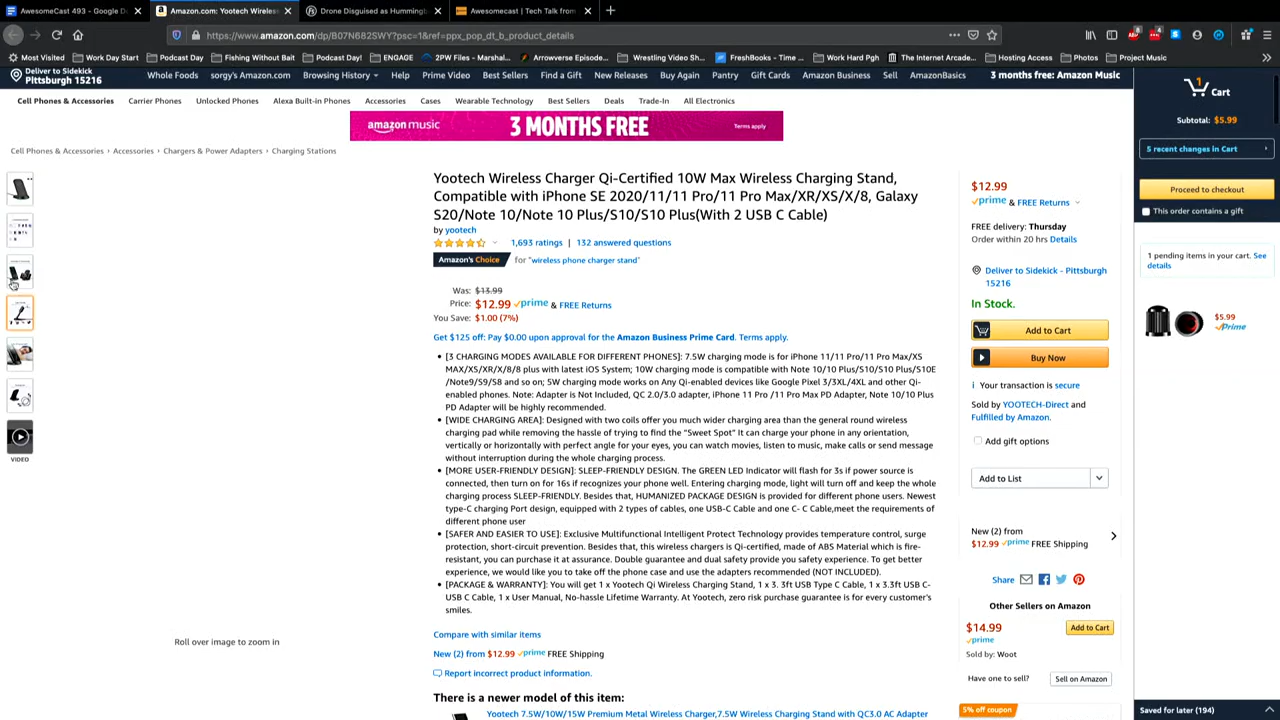 AwesomeCast 493 - Google D
Amazon.com: Yootech Wireles
Drone Disguised as Humming
Awesomecast | Tech Talk from
https://www.amazon.com/dp/B07N682SWY?psc=1&ref=ppx_pop_dt_b_product_details
Most Visited
Work Day Start
Podcast Day
Fishing Without Bait
Podcast Day!
ENGAGE
2PW Files - Marshal...
Arrowverse Episode...
Wrestling Video Sh...
FreshBooks - Time ...
Work Hard Pgh
The Internet Arcade...
Hosting Access
Photos
Project Music
Deliver to Sidekick
Pittsburgh 15216
Whole Foods
sorgy's Amazon.com
Browsing History
Help
Prime Video
Best Sellers
Find a Gift
New Releases
Buy Again
Pantry
Gift Cards
Amazon Business
Sell
AmazonBasics
3 months free: Amazon Music
1
Cart
Subtotal: $5.99
5 recent changes in Cart
Proceed to checkout
This order contains a gift
1 pending items in your cart. See
details
$5.99
prime
Saved for later (194)
Cell Phones & Accessories
Carrier Phones
Unlocked Phones
Alexa Built-in Phones
Accessories
Cases
Wearable Technology
Best Sellers
Deals
Trade-In
All Electronics
amazon music
3 MONTHS FREE
Terms apply
Cell Phones & Accessories › Accessories › Chargers & Power Adapters › Charging Stations
VIDEO
Roll over image to zoom in
Yootech Wireless Charger Qi-Certified 10W Max Wireless Charging Stand,
Compatible with iPhone SE 2020/11/11 Pro/11 Pro Max/XR/XS/X/8, Galaxy
S20/Note 10/Note 10 Plus/S10/S10 Plus(With 2 USB C Cable)
by yootech
1,693 ratings | 132 answered questions
Amazon's Choice for "wireless phone charger stand"
Was: $13.99
Price: $12.99 prime & FREE Returns
You Save: $1.00 (7%)
Get $125 off: Pay $0.00 upon approval for the Amazon Business Prime Card. Terms apply.
• [3 CHARGING MODES AVAILABLE FOR DIFFERENT PHONES]: 7.5W charging mode is for iPhone 11/11 Pro/11 Pro Max/XS
MAX/XS/XR/X/8/8 plus with latest iOS System; 10W charging mode is compatible with Note 10/10 Plus/S10/S10 Plus/S10E
/Note9/S9/S8 and so on; 5W charging mode works on Any Qi-enabled devices like Google Pixel 3/3XL/4XL and other Qi-
enabled phones. Note: Adapter is Not Included, QC 2.0/3.0 adapter, iPhone 11 Pro /11 Pro Max PD Adapter, Note 10/10 Plus
PD Adapter will be highly recommended.
• [WIDE CHARGING AREA]: Designed with two coils offer you much wider charging area than the general round wireless
charging pad while removing the hassle of trying to find the “Sweet Spot” It can charge your phone in any orientation,
vertically or horizontally with perfect angle for your eyes, you can watch movies, listen to music, make calls or send message
without interruption during the whole charging process.
• [MORE USER-FRIENDLY DESIGN]: SLEEP-FRIENDLY DESIGN. The GREEN LED Indicator will flash for 3s if power source is
connected, then turn on for 16s if recognizes your phone well. Entering charging mode, light will turn off and keep the whole
charging process SLEEP-FRIENDLY. Besides that, HUMANIZED PACKAGE DESIGN is provided for different phone users. Newest
type-C charging Port design, equipped with 2 types of cables, one USB-C Cable and one C- C Cable,meet the requirements of
different phone user
• [SAFER AND EASIER TO USE]: Exclusive Multifunctional Intelligent Protect Technology provides temperature control, surge
protection, short-circuit prevention. Besides that, this wireless chargers is Qi-certified, made of ABS Material which is fire-
resistant, you can purchase it at assurance. Double guarantee and dual safety provide you safety experience. To get better
experience, we would like you to take off the phone case and use the adapters recommended (NOT INCLUDED).
• [PACKAGE & WARRANTY]: You will get 1 x Yootech Qi Wireless Charging Stand, 1 x 3. 3ft USB Type C Cable, 1 x 3.3ft USB C-
USB C Cable, 1 x User Manual, No-hassle Lifetime Warranty. At Yootech, zero risk purchase guarantee is for every customer's
smiles.
Compare with similar items
New (2) from $12.99 prime FREE Shipping
Report incorrect product information.
There is a newer model of this item:
Yootech 7.5W/10W/15W Premium Metal Wireless Charger,7.5W Wireless Charging Stand with QC3.0 AC Adapter
$12.99
prime & FREE Returns
FREE delivery: Thursday
Order within 20 hrs Details
Deliver to Sidekick - Pittsburgh
15216
In Stock.
Add to Cart
Buy Now
Your transaction is secure
Sold by YOOTECH-Direct and
Fulfilled by Amazon.
Add gift options
Add to List
New (2) from
$12.99 prime FREE Shipping
Share
Other Sellers on Amazon
$14.99
Add to Cart
prime
Sold by: Woot
Have one to sell?
Sell on Amazon
5% off coupon